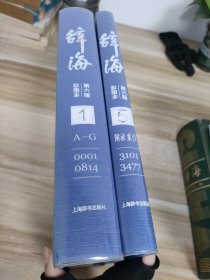 辞海
第六版
彩图本
1
A-G
0001
0814
上海辞书出版社
辞海
第六版
彩图本
5
附录 索引
3101
3477
上海辞书出版社